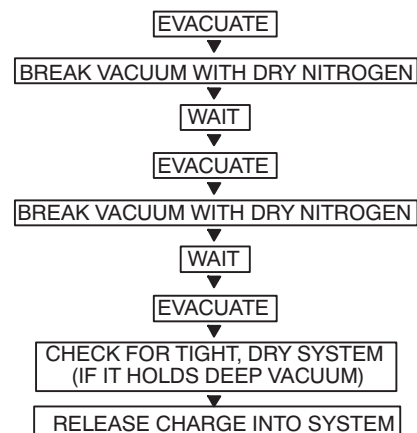 EVACUATE
BREAK VACUUM WITH DRY NITROGEN
WAIT
EVACUATE
BREAK VACUUM WITH DRY NITROGEN
WAIT
EVACUATE
CHECK FOR TIGHT, DRY SYSTEM
(IF IT HOLDS DEEP VACUUM)
RELEASE CHARGE INTO SYSTEM